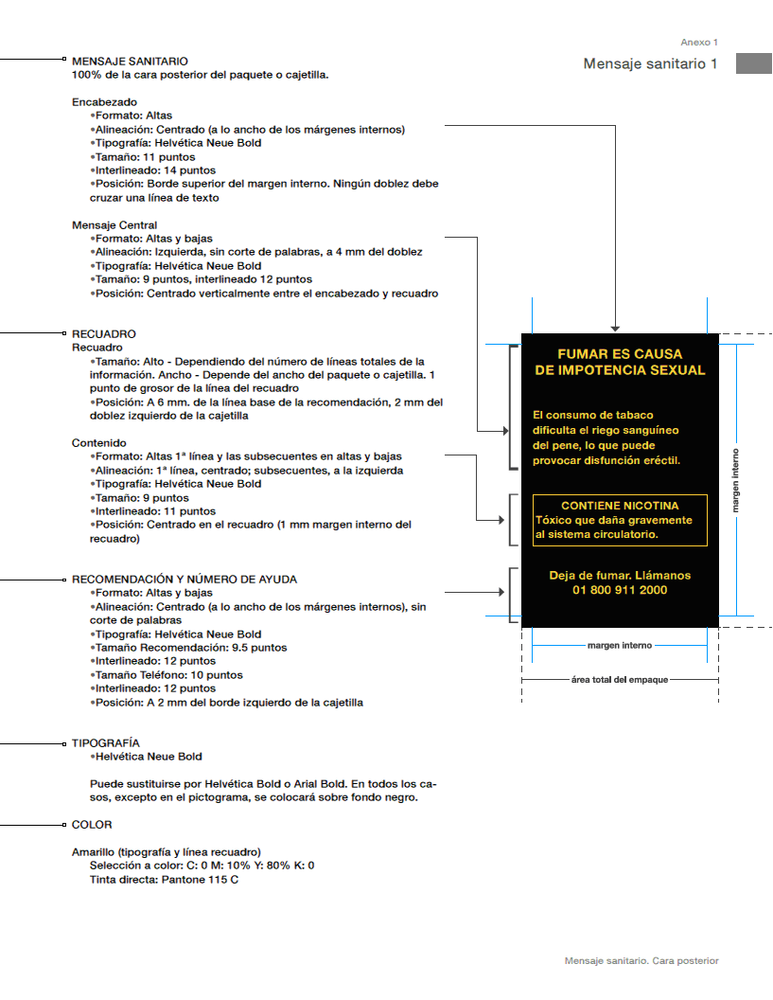 Anexo 1
Mensaje sanitario 1
MENSAJE SANITARIO
100% de la cara posterior del paquete o cajetilla.
Encabezado
•Formato: Altas
•Alineación: Centrado (a lo ancho de los márgenes internos)
•Tipografía: Helvética Neue Bold
•Tamaño: 11 puntos
•Interlineado: 14 puntos
•Posición: Borde superior del margen interno. Ningún doblez debe
cruzar una línea de texto
Mensaje Central
•Formato: Altas y bajas
•Alineación: Izquierda, sin corte de palabras, a 4 mm del doblez
•Tipografía: Helvética Neue Bold
•Tamaño: 9 puntos, interlineado 12 puntos
•Posición: Centrado verticalmente entre el encabezado y recuadro
RECUADRO
Recuadro
•Tamaño: Alto - Dependiendo del número de líneas totales de la
información. Ancho - Depende del ancho del paquete o cajetilla. 1
punto de grosor de la línea del recuadro
•Posición: A 6 mm. de la línea base de la recomendación, 2 mm del
doblez izquierdo de la cajetilla
Contenido
•Formato: Altas 1ª línea y las subsecuentes en altas y bajas
•Alineación: 1ª línea, centrado; subsecuentes, a la izquierda
•Tipografía: Helvética Neue Bold
•Tamaño: 9 puntos
•Interlineado: 11 puntos
•Posición: Centrado en el recuadro (1 mm margen interno del
recuadro)
RECOMENDACIÓN Y NÚMERO DE AYUDA
•Formato: Altas y bajas
•Alineación: Centrado (a lo ancho de los márgenes internos), sin
corte de palabras
•Tipografía: Helvética Neue Bold
•Tamaño Recomendación: 9.5 puntos
•Interlineado: 12 puntos
•Tamaño Teléfono: 10 puntos
•Interlineado: 12 puntos
•Posición: A 2 mm del borde izquierdo de la cajetilla
TIPOGRAFÍA
•Helvética Neue Bold
Puede sustituirse por Helvética Bold o Arial Bold. En todos los ca-
sos, excepto en el pictograma, se colocará sobre fondo negro.
COLOR
Amarillo (tipografía y línea recuadro)
Selección a color: C: 0 M: 10% Y: 80% K: 0
Tinta directa: Pantone 115 C
FUMAR ES CAUSA
DE IMPOTENCIA SEXUAL
El consumo de tabaco
dificulta el riego sanguíneo
del pene, lo que puede
provocar disfunción eréctil.
CONTIENE NICOTINA
Tóxico que daña gravemente
al sistema circulatorio.
Deja de fumar. Llámanos
01 800 911 2000
margen interno
margen interno
área total del empaque
Mensaje sanitario. Cara posterior